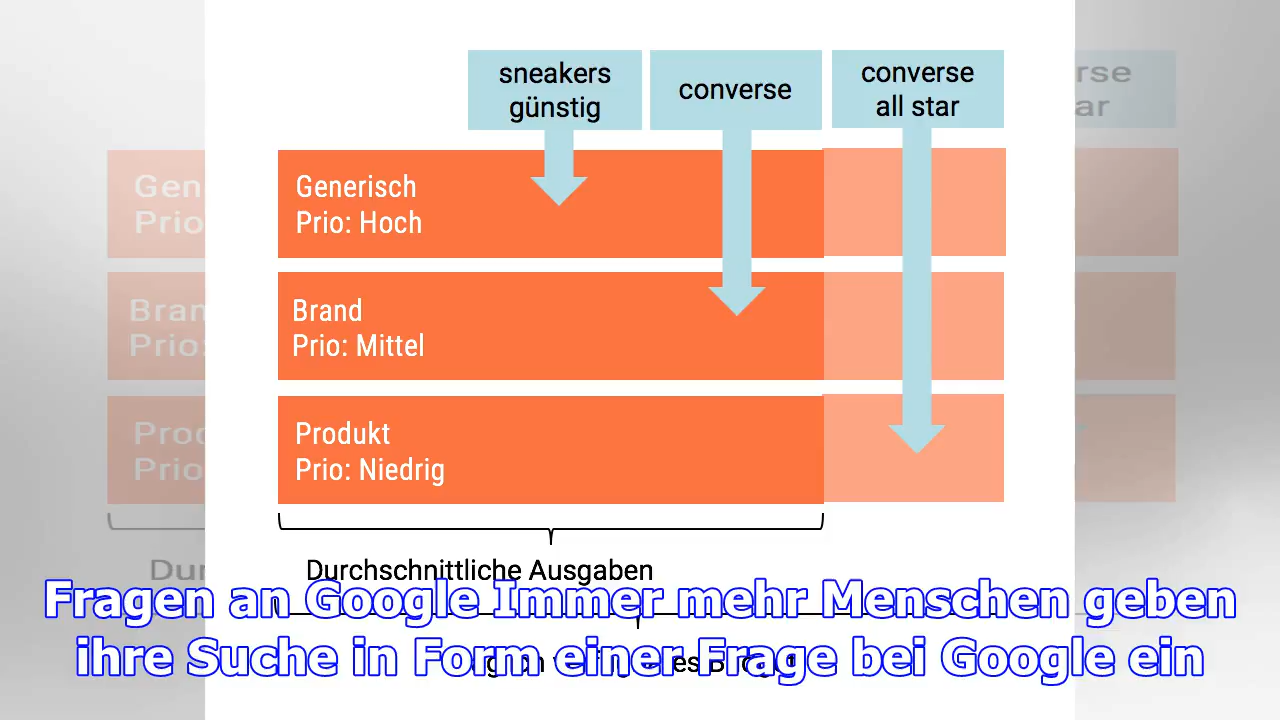 sneakers
günstig
converse
converse
all star
Generisch
Prio: Hoch
Brand
Prio: Mittel
Produkt
Prio: Niedrig
Durchschnittliche Ausgaben
Fragen an Google Immer mehr Menschen geben
ihre Suche in Form einer Frage bei Google ein